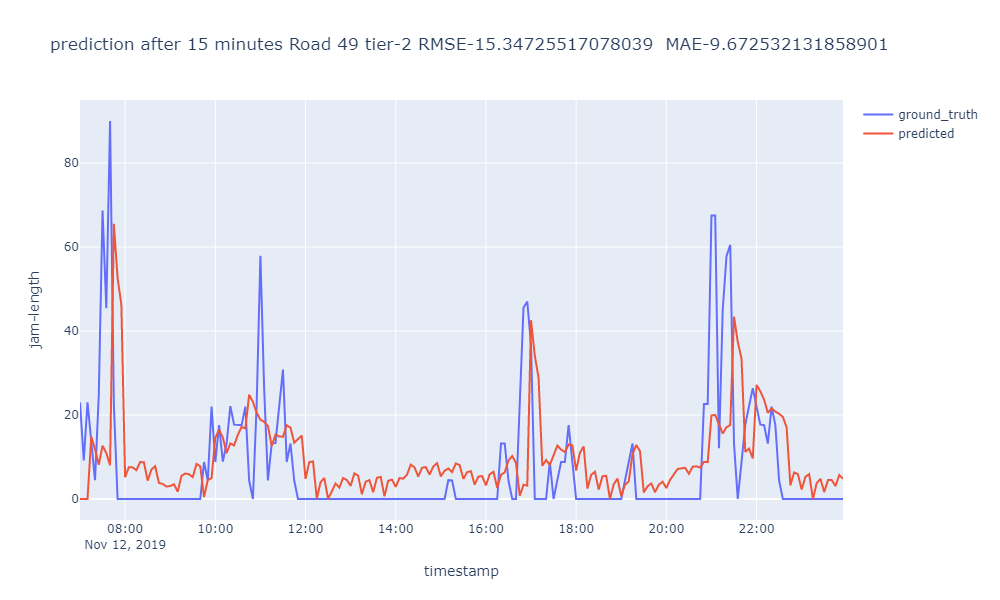 prediction after 15 minutes Road 49 tier-2 RMSE-15.34725517078039  MAE-9.672532131858901
ground_truth
predicted
80
60
40
20
0
jam-length
08:00 10:00 12:00 14:00 16:00 18:00 20:00 22:00
Nov 12, 2019
timestamp